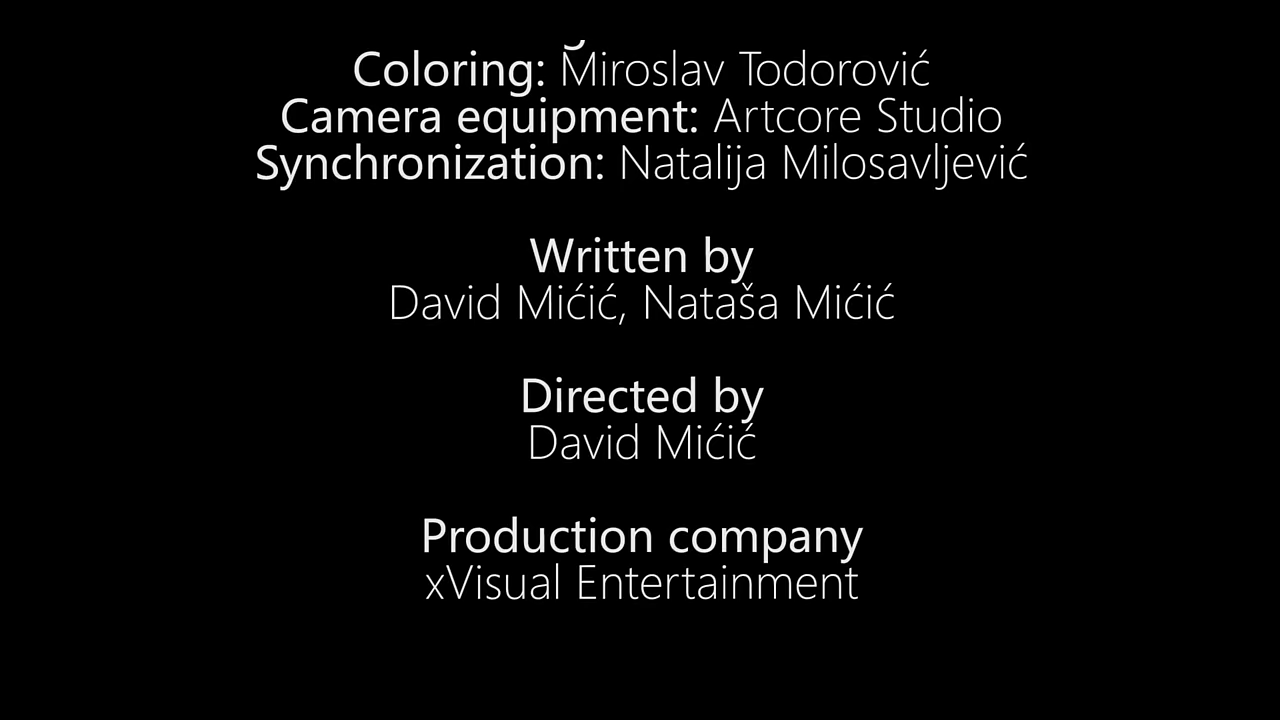 Coloring: Miroslav Todorović
Camera equipment: Artcore Studio
Synchronization: Natalija Milosavljević
Written by
David Mićić, Nataša Mićić
Directed by
David Mićić
Production company
xVisual Entertainment